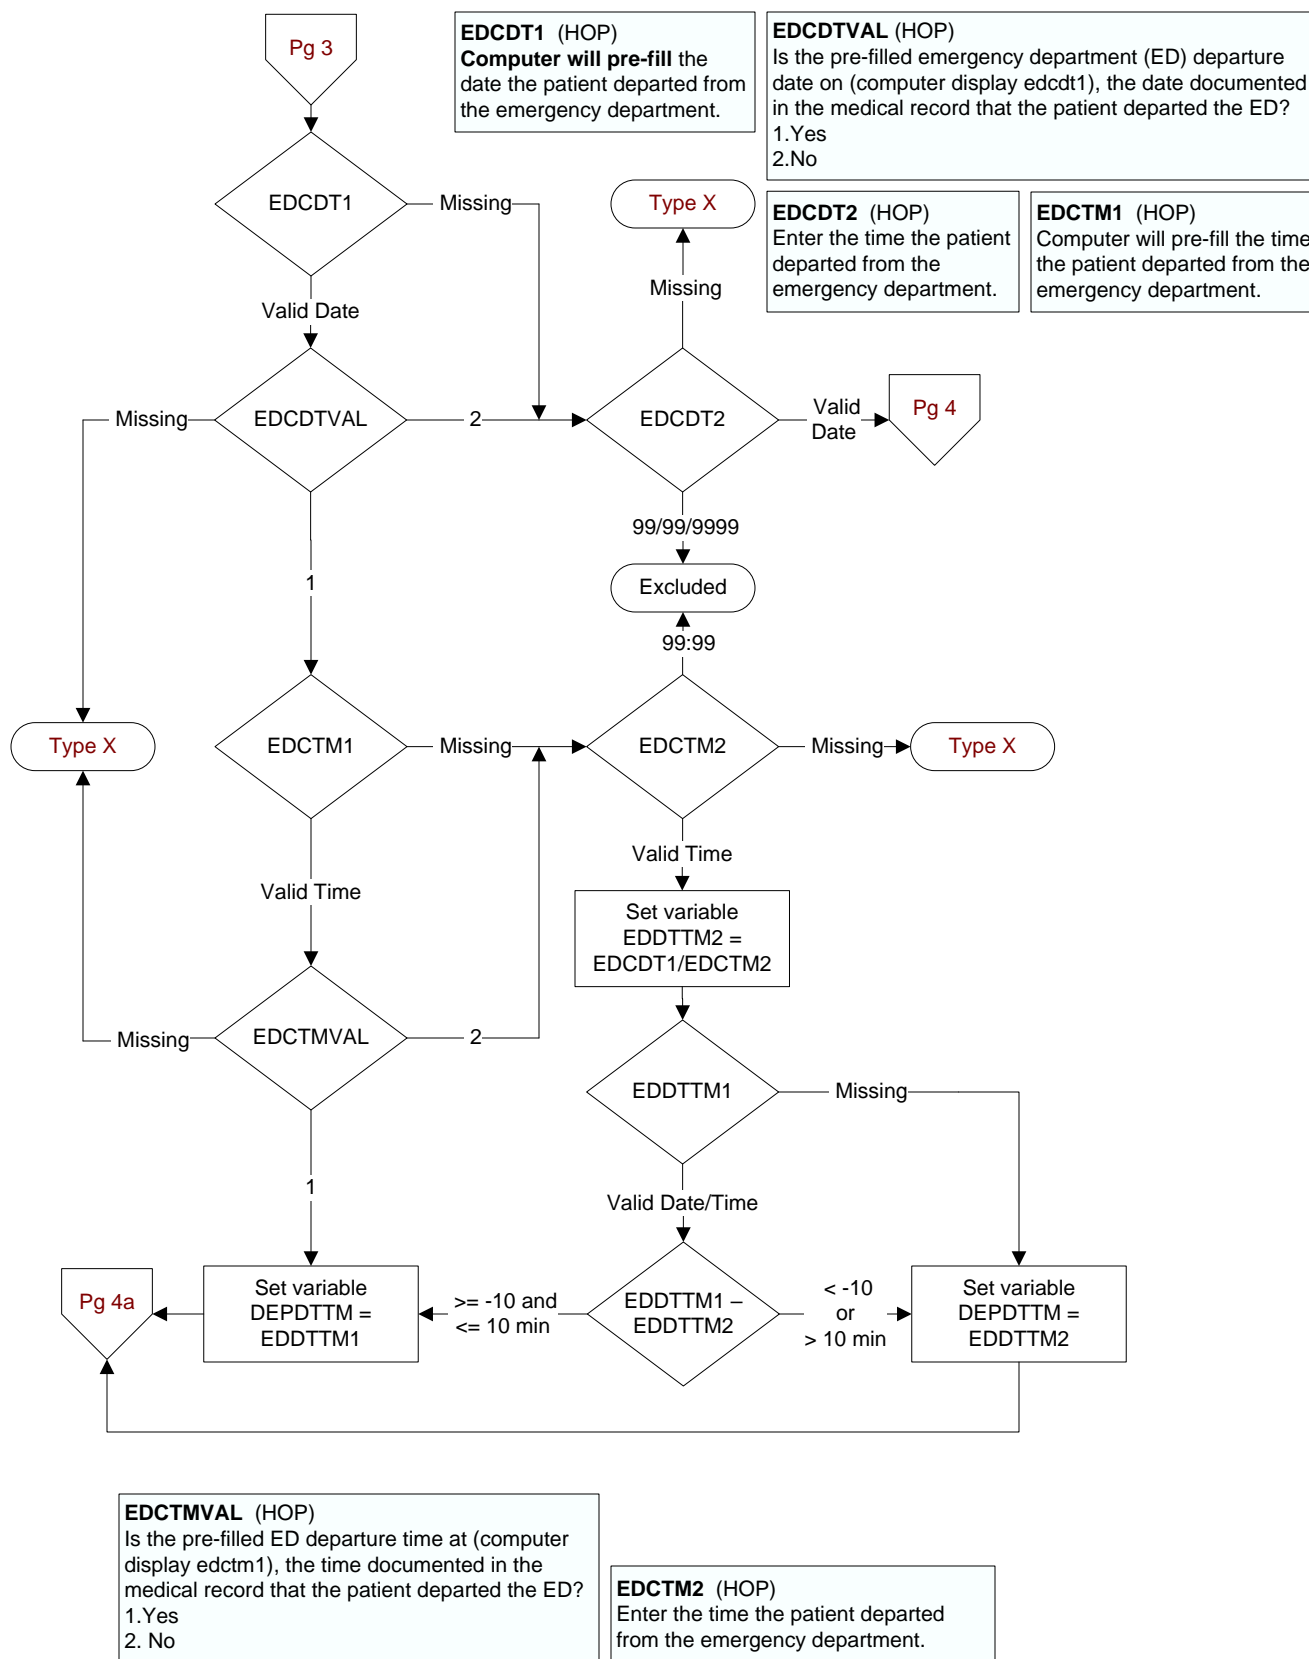 Pg 3
EDCDT1 (HOP)
Computer will pre-fill the
date the patient departed from
the emergency department.
EDCDTVAL (HOP)
Is the pre-filled emergency department (ED) departure
date on (computer display edcdt1), the date documented
in the medical record that the patient departed the ED?
1.Yes
2.No
EDCDT1
Missing
Type X
EDCDT2 (HOP)
Enter the time the patient
departed from the
emergency department.
EDCTM1 (HOP)
Computer will pre-fill the time
the patient departed from the
emergency department.
Missing
Valid Date
Missing
EDCDTVAL
2
EDCDT2
Valid
Date
Pg 4
99/99/9999
1
Excluded
99:99
Type X
EDCTM1
Missing
EDCTM2
Missing
Type X
Valid Time
Valid Time
Set variable
EDDTTM2 =
EDCDT1/EDCTM2
Missing
EDCTMVAL
2
EDDTTM1
Missing
1
Valid Date/Time
Pg 4a
Set variable
DEPDTTM =
EDDTTM1
>= -10 and
<= 10 min
EDDTTM1 –
EDDTTM2
< -10
or
> 10 min
Set variable
DEPDTTM =
EDDTTM2
EDCTMVAL (HOP)
Is the pre-filled ED departure time at (computer
display edctm1), the time documented in the
medical record that the patient departed the ED?
1.Yes
2. No
EDCTM2 (HOP)
Enter the time the patient departed
from the emergency department.